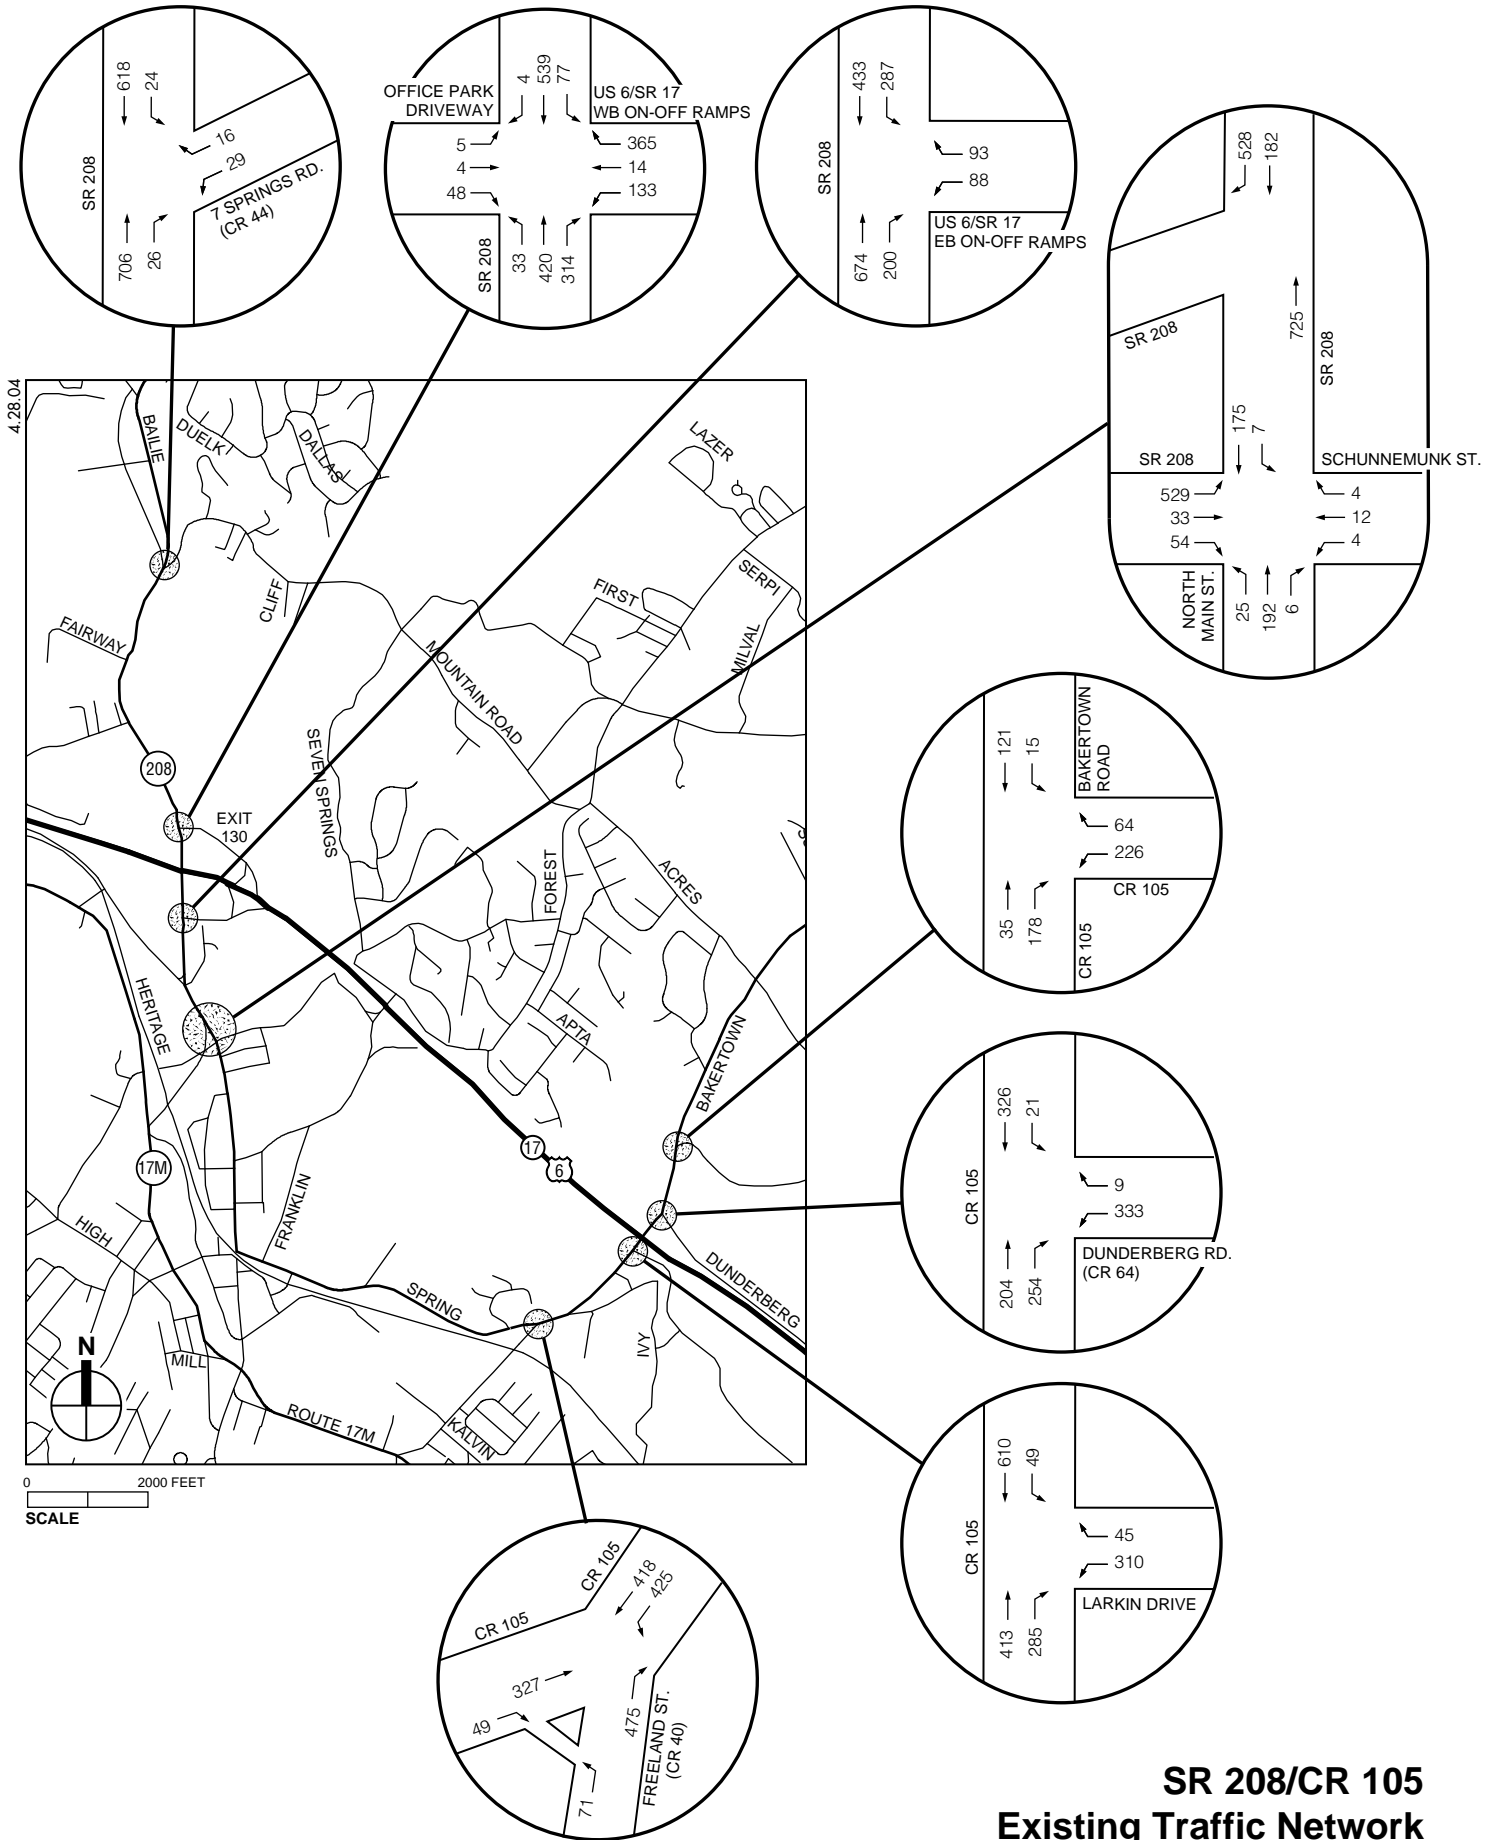 618
24
16
29
SR 208
7 SPRINGS RD.
(CR 44)
706
26
OFFICE PARK
DRIVEWAY
4
539
77
US 6/SR 17
WB ON-OFF RAMPS
5
4
48
365
14
133
SR 208
33
420
314
433
287
SR 208
93
88
US 6/SR 17
EB ON-OFF RAMPS
674
200
528
182
SR 208
725
SR 208
175
7
SR 208
SCHUNNEMUNK ST.
529
33
54
4
12
4
NORTH
MAIN ST.
25
192
6
4.28.04
BAILIE
DUELK
DALLAS
LAZER
SERPI
CLIFF
FIRST
FAIRWAY
MILVAL
MOUNTAIN ROAD
SEVEN SPRINGS
208
EXIT
130
FOREST
ACRES
HERITAGE
APTA
BAKERTOWN
17
6
17M
FRANKLIN
HIGH
SPRING
DUNDERBERG
IVY
N
MILL
ROUTE 17M
KALVIN
0
2000 FEET
SCALE
121
15
BAKERTOWN
ROAD
64
226
CR 105
35
178
CR 105
326
21
CR 105
9
333
DUNDERBERG RD.
(CR 64)
204
254
610
49
CR 105
45
310
LARKIN DRIVE
413
285
CR 105
418
425
CR 105
327
49
475
FREELAND ST.
(CR 40)
71
SR 208/CR 105
Existing Traffic Network